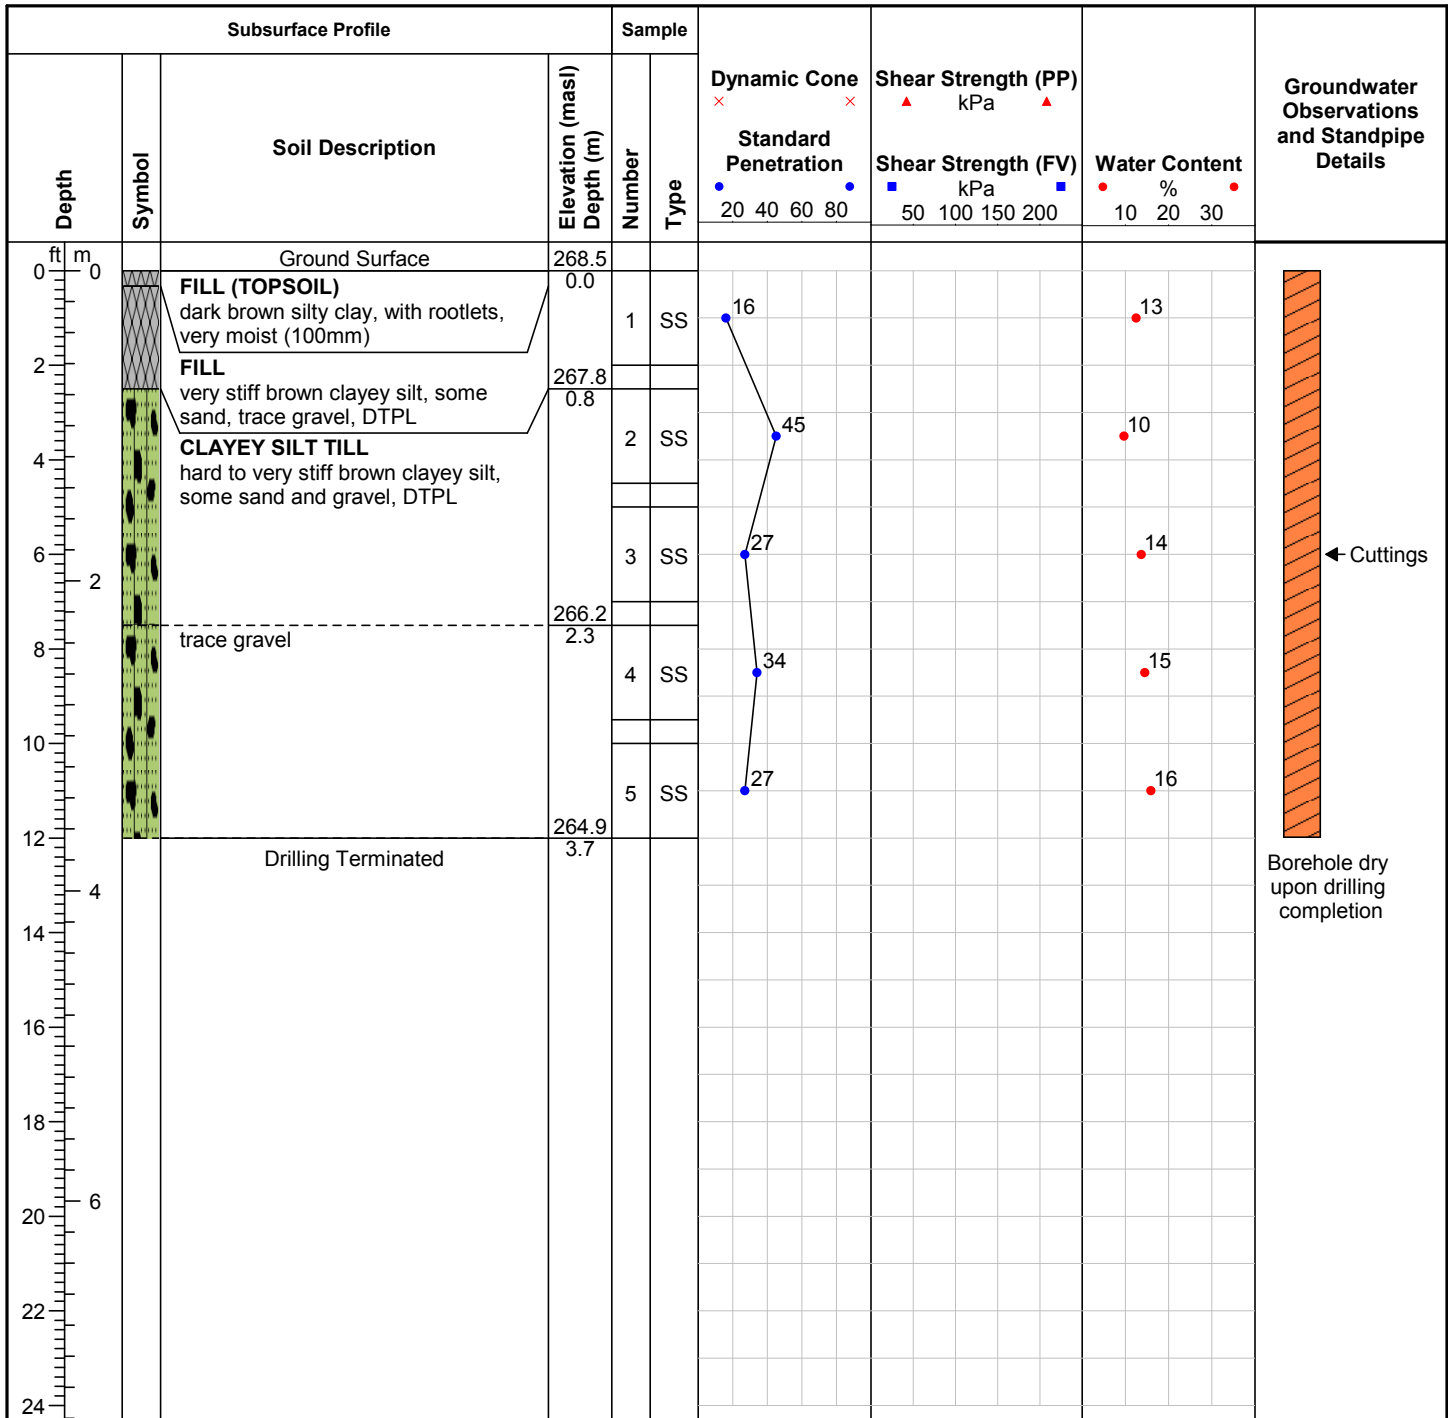 Subsurface Profile
Sample
Depth
Symbol
Soil Description
Elevation (masl)
Depth (m)
Number
Type
Dynamic Cone
Standard
Penetration
20 40 60 80
Shear Strength (PP)
kPa
Shear Strength (FV)
kPa
50 100 150 200
Water Content
%
10 20 30
Groundwater
Observations
and Standpipe
Details
ft m
0 0
2
4
6
2
8
10
12
4
14
16
18
6
20
22
24
Ground Surface
268.5
0.0
FILL (TOPSOIL)
dark brown silty clay, with rootlets,
very moist (100mm)
FILL
very stiff brown clayey silt, some
sand, trace gravel, DTPL
267.8
0.8
CLAYEY SILT TILL
hard to very stiff brown clayey silt,
some sand and gravel, DTPL
266.2
2.3
trace gravel
264.9
3.7
Drilling Terminated
1 SS 16 13
2 SS 45 10
3 SS 27 14
4 SS 34 15
5 SS 27 16
Cuttings
Borehole dry
upon drilling
completion